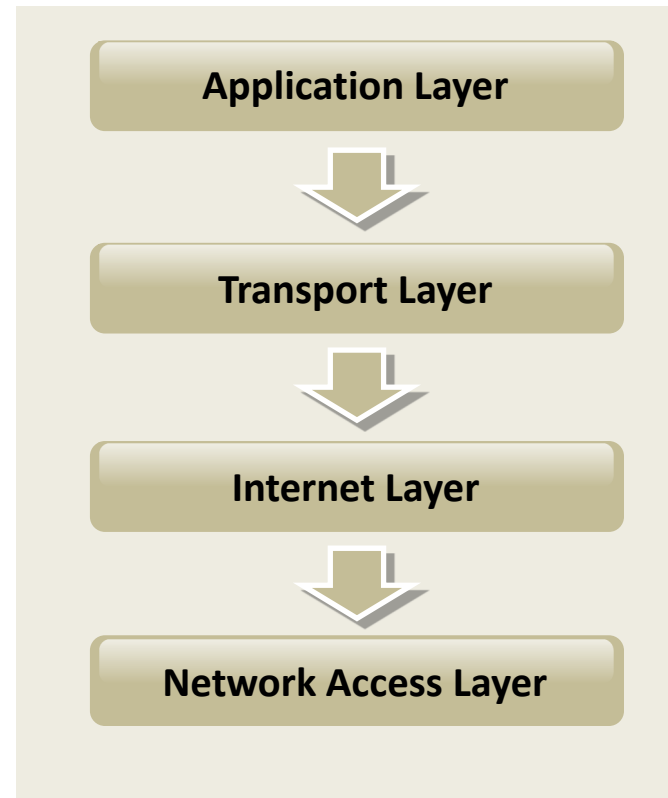 Application Layer
Transport Layer
Internet Layer
Network Access Layer